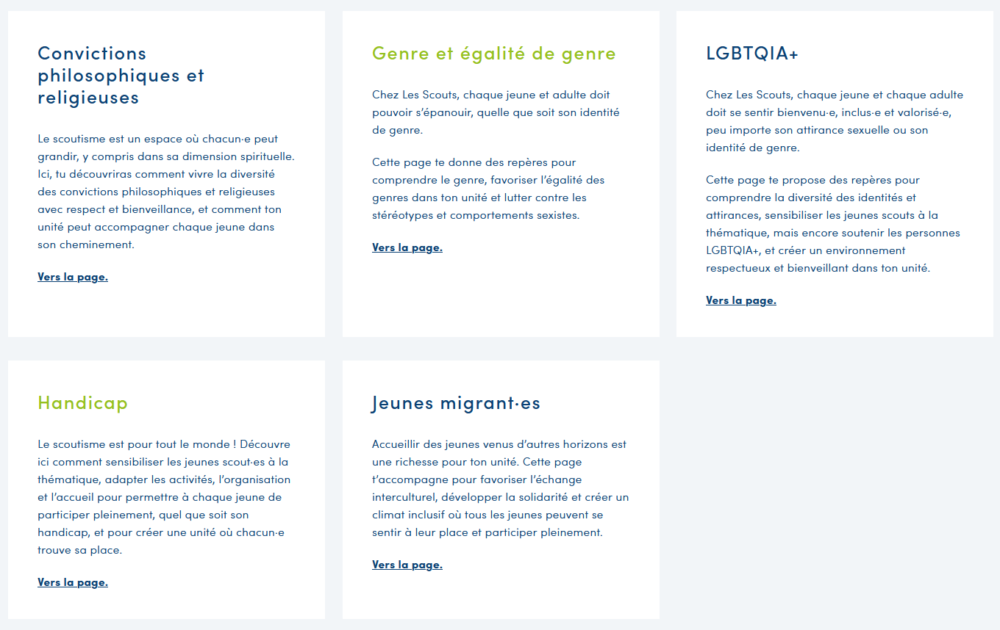 Convictions
philosophiques et
religieuses
Le scoutisme est un espace où chacun·e peut
grandir, y compris dans sa dimension spirituelle.
Ici, tu découvriras comment vivre la diversité
des convictions philosophiques et religieuses
avec respect et bienveillance, et comment ton
unité peut accompagner chaque jeune dans
son cheminement.
Vers la page.
Genre et égalité de genre
Chez Les Scouts, chaque jeune et adulte doit
pouvoir s’épanouir, quelle que soit son identité
de genre.
Cette page te donne des repères pour
comprendre le genre, favoriser l’égalité des
genres dans ton unité et lutter contre les
stéréotypes et comportements sexistes.
Vers la page.
LGBTQIA+
Chez Les Scouts, chaque jeune et chaque adulte
doit se sentir bienvenu·e, inclus·e et valorisé·e,
peu importe son attirance sexuelle ou son
identité de genre.
Cette page te propose des repères pour
comprendre la diversité des identités et
attirances, sensibiliser les jeunes scouts à la
thématique, mais encore soutenir les personnes
LGBTQIA+, et créer un environnement
respectueux et bienveillant dans ton unité.
Vers la page.
Handicap
Le scoutisme est pour tout le monde ! Découvre
ici comment sensibiliser les jeunes scout·es à la
thématique, adapter les activités, l’organisation
et l’accueil pour permettre à chaque jeune de
participer pleinement, quel que soit son
handicap, et pour créer une unité où chacun·e
trouve sa place.
Vers la page.
Jeunes migrant·es
Accueillir des jeunes venus d’autres horizons est
une richesse pour ton unité. Cette page
t’accompagne pour favoriser l’échange
interculturel, développer la solidarité et créer un
climat inclusif où tous les jeunes peuvent se
sentir à leur place et participer pleinement.
Vers la page.